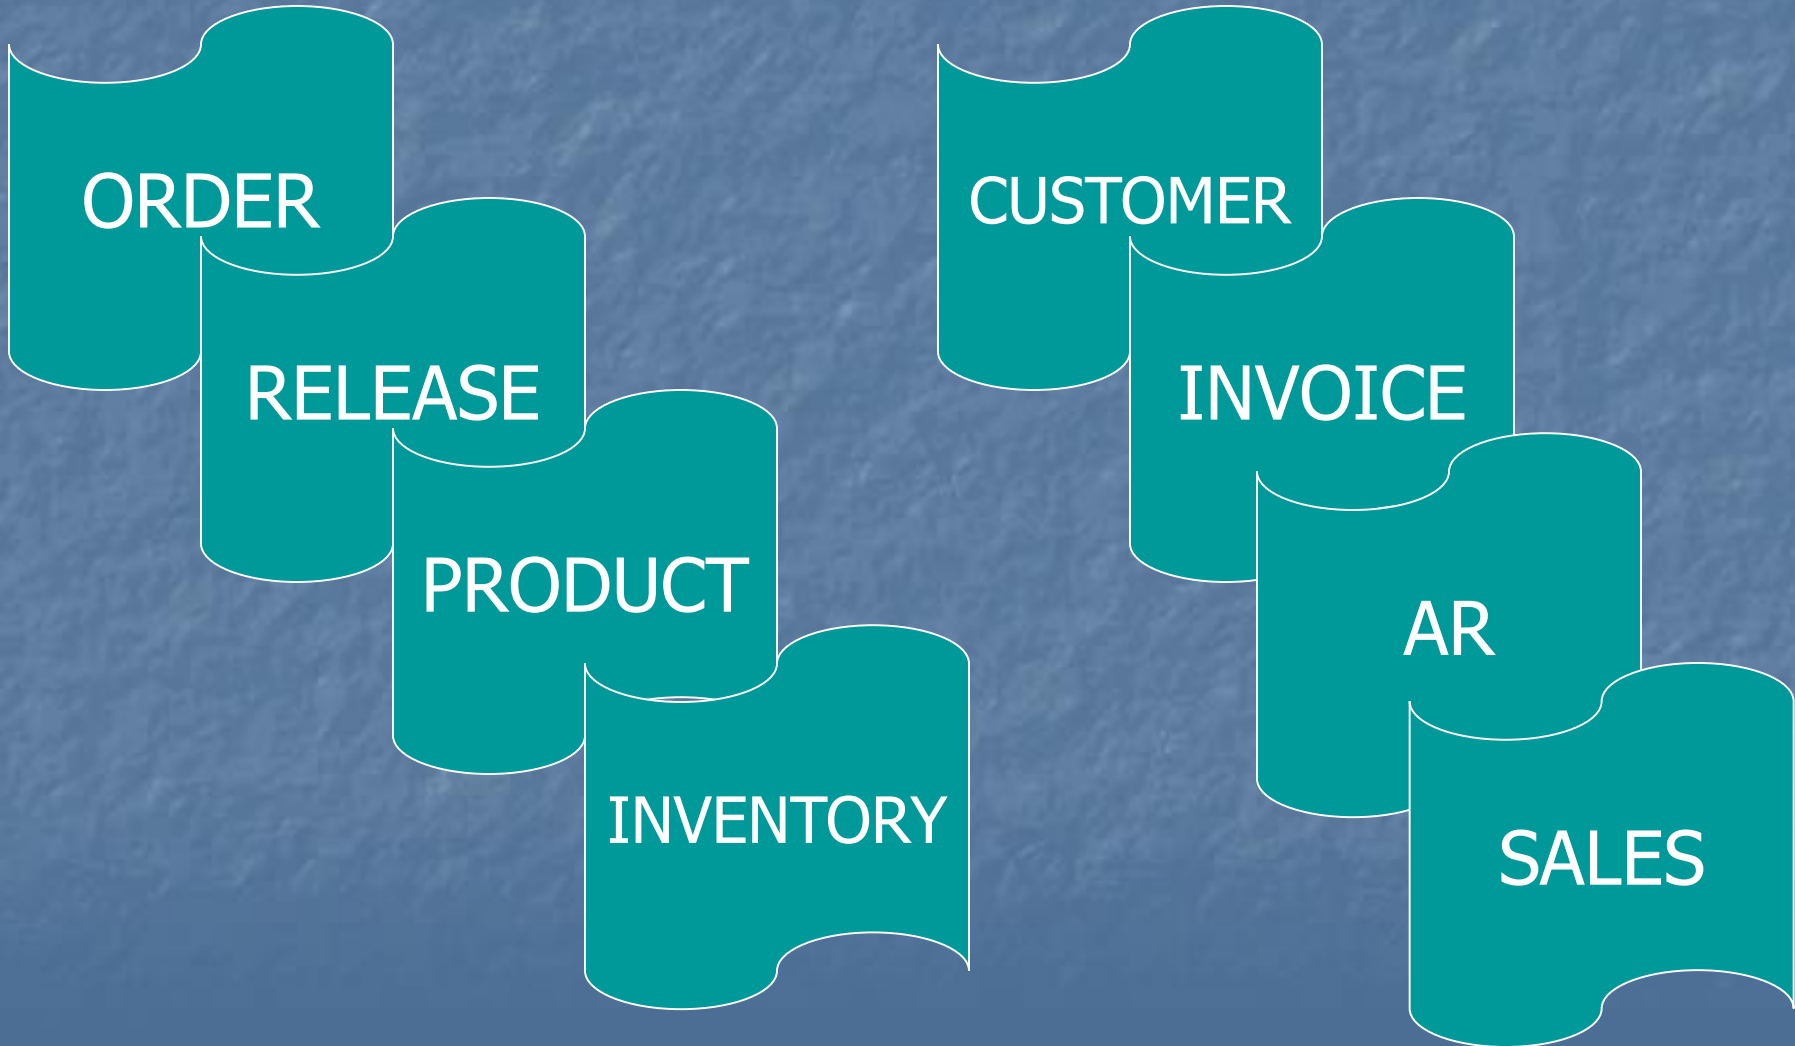 ORDER
RELEASE
PRODUCT
INVENTORY
CUSTOMER
INVOICE
AR
SALES